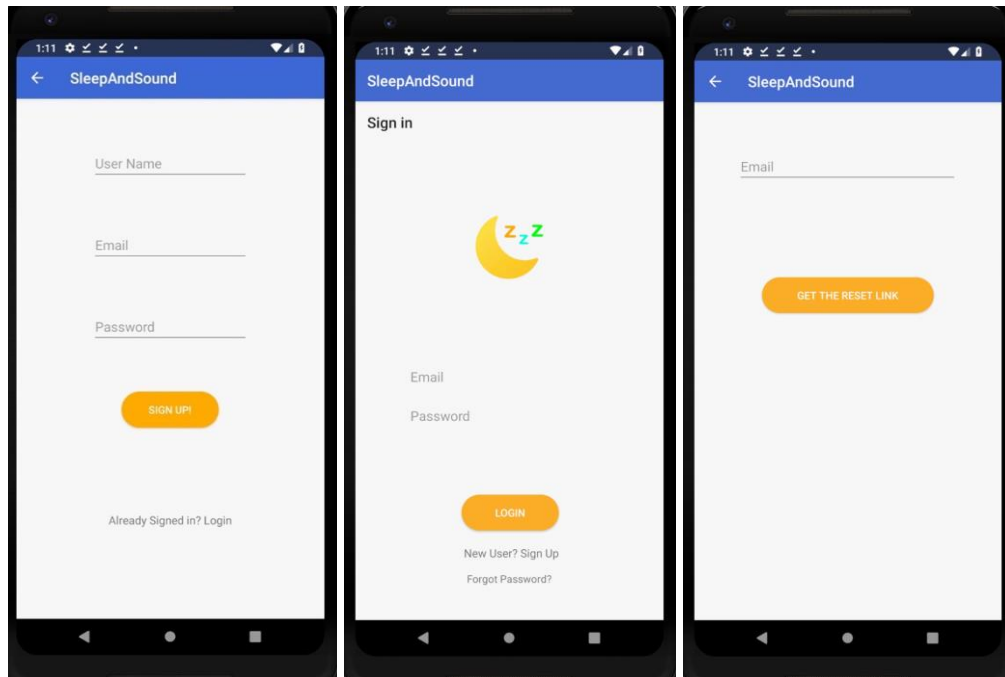 1:11
SleepAndSound
User Name
Email
Password
SIGN UP!
Already Signed in? Login
1:11
SleepAndSound
Sign in
z z z
Email
Password
LOGIN
New User? Sign Up
Forgot Password?
1:11
SleepAndSound
Email
GET THE RESET LINK